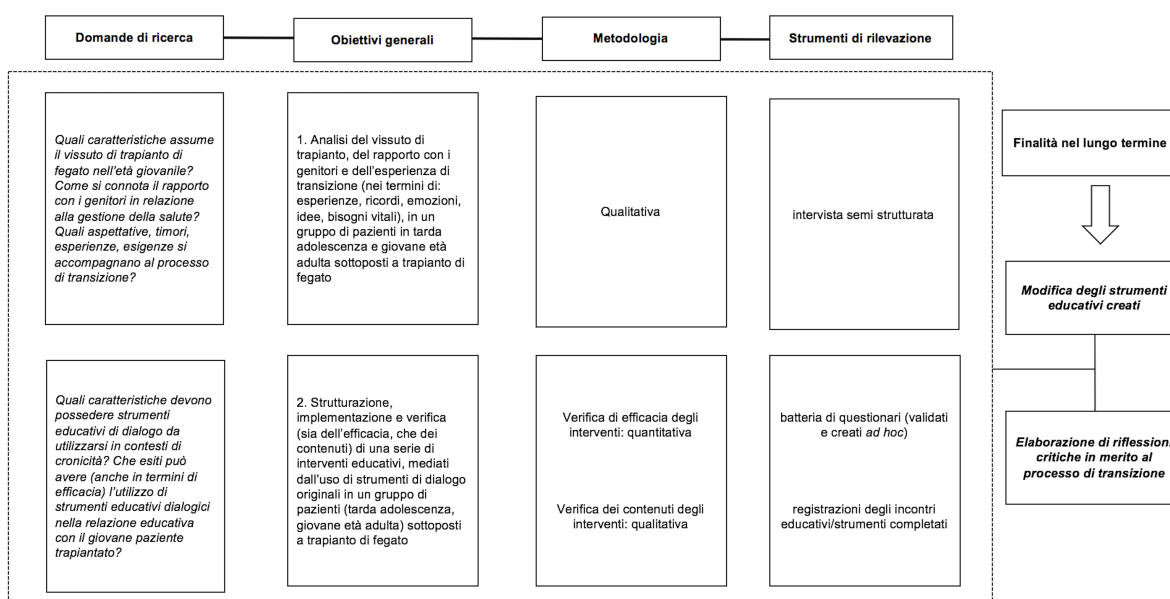 Domande di ricerca
Obiettivi generali
Metodologia
Strumenti di rilevazione
Quali caratteristiche assume
il vissuto di trapianto di
fegato nell'età giovanile?
Come si connota il rapporto
con i genitori in relazione
alla gestione della salute?
Quali aspettative, timori,
esperienze, esigenze si
accompagnano al processo
di transizione?
1. Analisi del vissuto di
trapianto, del rapporto con i
genitori e dell'esperienza di
transizione (nei termini di:
esperienze, ricordi, emozioni,
idee, bisogni vitali), in un
gruppo di pazienti in tarda
adolescenza e giovane età
adulta sottoposti a trapianto di
fegato
Qualitativa
intervista semi strutturata
Quali caratteristiche devono
possedere strumenti
educativi di dialogo da
utilizzarsi in contesti di
cronicità? Che esiti può
avere (anche in termini di
efficacia) l'utilizzo di
strumenti educativi dialogici
nella relazione educativa
con il giovane paziente
trapiantato?
2. Strutturazione,
implementazione e verifica
(sia dell'efficacia, che dei
contenuti) di una serie di
interventi educativi, mediati
dall'uso di strumenti di dialogo
originali in un gruppo di
pazienti (tarda adolescenza,
giovane età adulta) sottoposti
a trapianto di fegato
Verifica di efficacia degli
interventi: quantitativa
Verifica dei contenuti degli
interventi: qualitativa
batteria di questionari (validati
e creati ad hoc)
registrazioni degli incontri
educativi/strumenti completati
Finalità nel lungo termine
Modifica degli strumenti
educativi creati
Elaborazione di riflessioni
critiche in merito al
processo di transizione